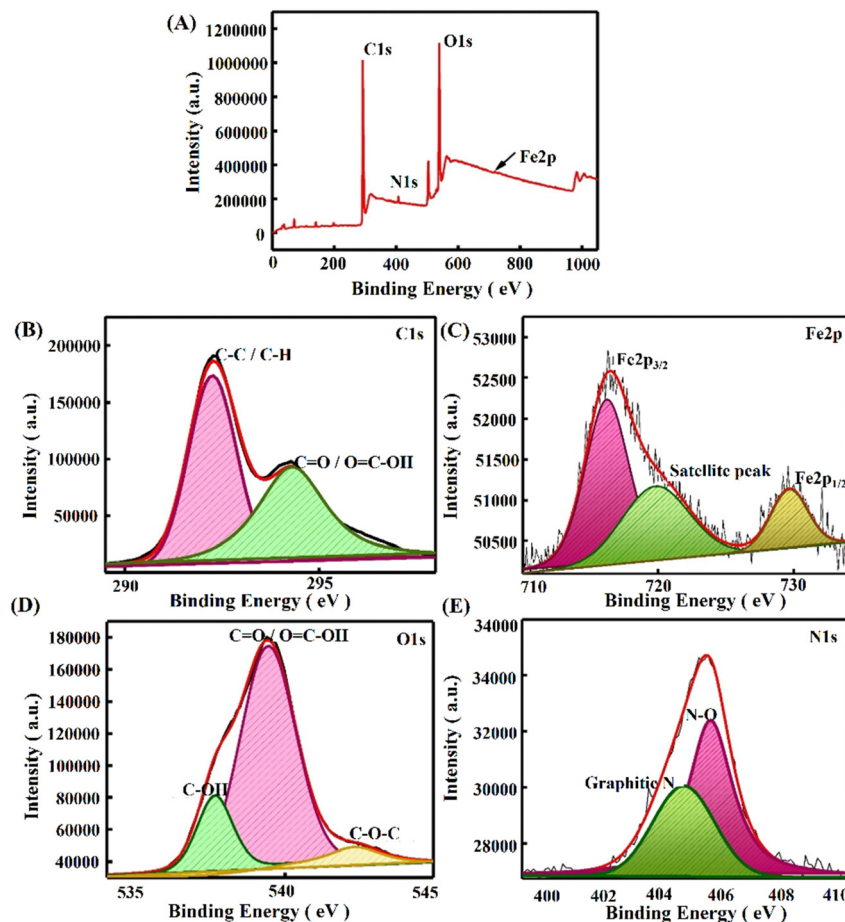 (A)
1200000
1000000
800000
600000
400000
200000
0
Intensity (a.u.)
C1s
O1s
N1s
Fe2p
0 200 400 600 800 1000
Binding Energy ( eV )
(B)
C1s
200000
150000
100000
50000
Intensity ( a.u.)
C-C / C-H
C=O / O=C-OH
290 295
Binding Energy ( eV )
(C)
Fe2p
53000
52500
52000
51500
51000
50500
Intensity ( a.u.)
Fe2p3/2
Satellite peak
Fe2p1/2
710 720 730
Binding Energy ( eV )
(D)
O1s
180000
160000
140000
120000
100000
80000
60000
40000
Intensity ( a.u.)
C=O / O=C-OH
C-OH
C-O-C
535 540 545
Binding Energy ( eV )
(E)
N1s
34000
32000
30000
28000
Intensity ( a.u.)
N-O
Graphitic N
400 402 404 406 408 410
Binding Energy ( eV )